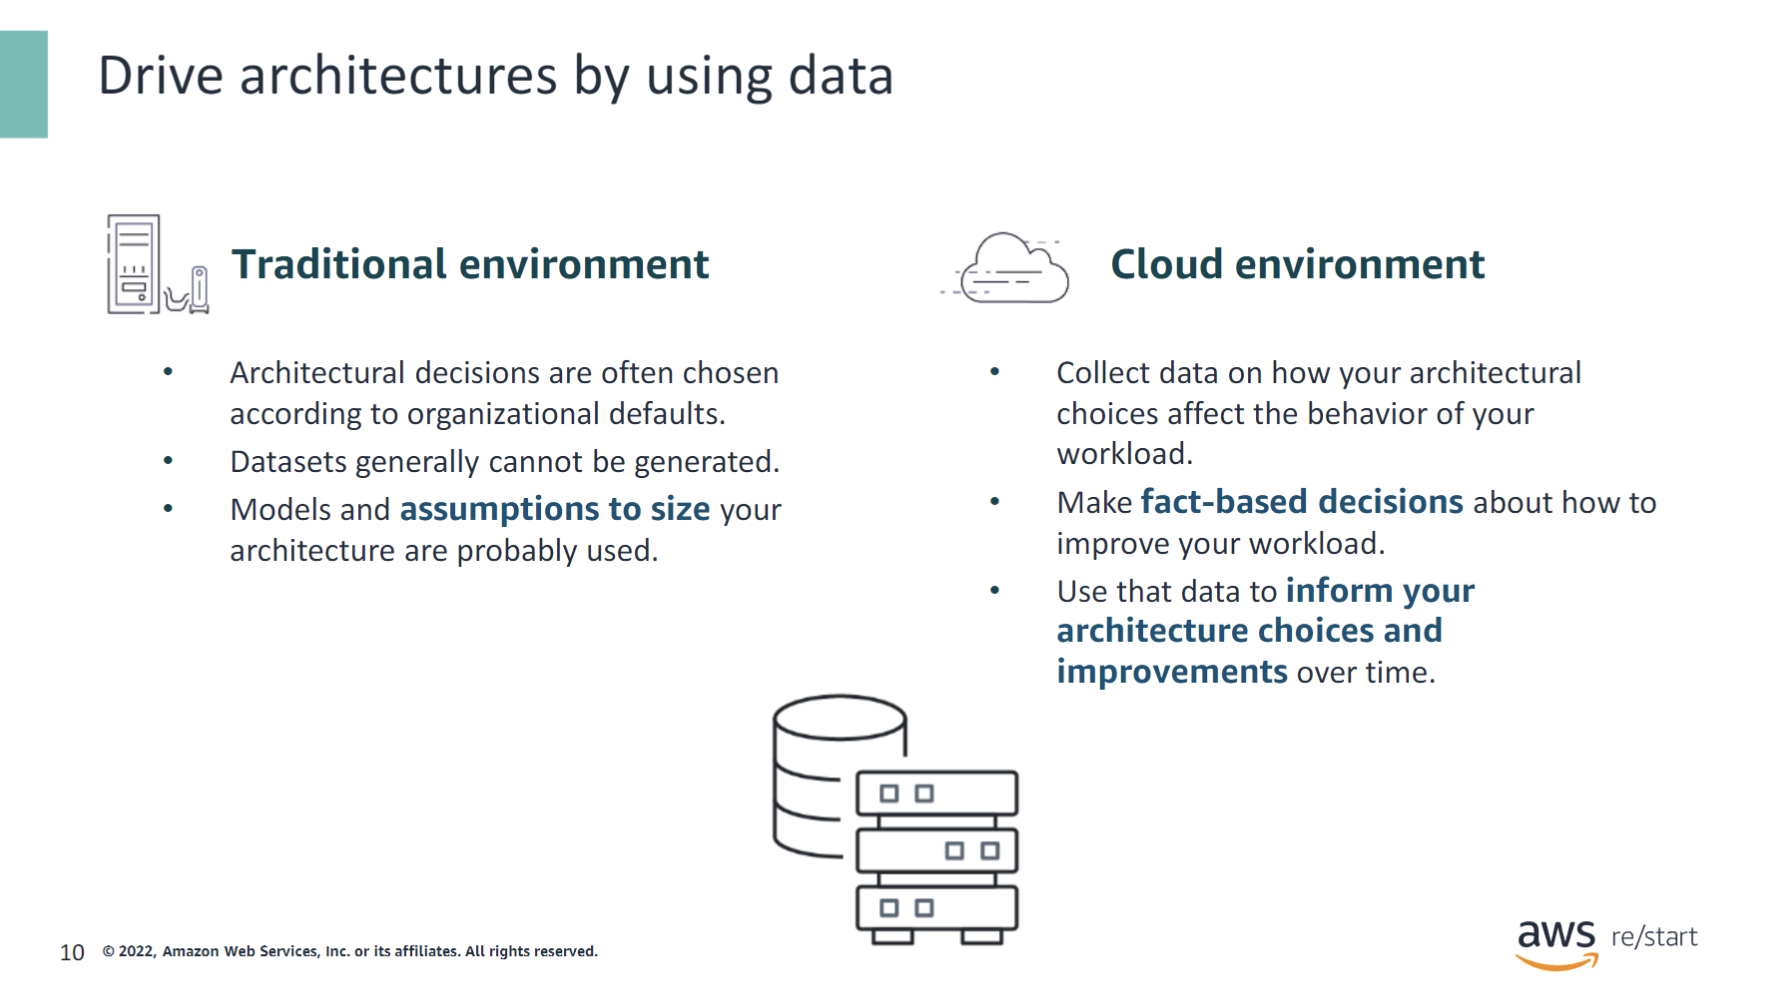 Drive architectures by using data
Traditional environment
• Architectural decisions are often chosen
according to organizational defaults.
• Datasets generally cannot be generated.
• Models and assumptions to size your
architecture are probably used.
Cloud environment
• Collect data on how your architectural
choices affect the behavior of your
workload.
• Make fact-based decisions about how to
improve your workload.
• Use that data to inform your
architecture choices and
improvements over time.
10 © 2022, Amazon Web Services, Inc. or its affiliates. All rights reserved.
aws re/start